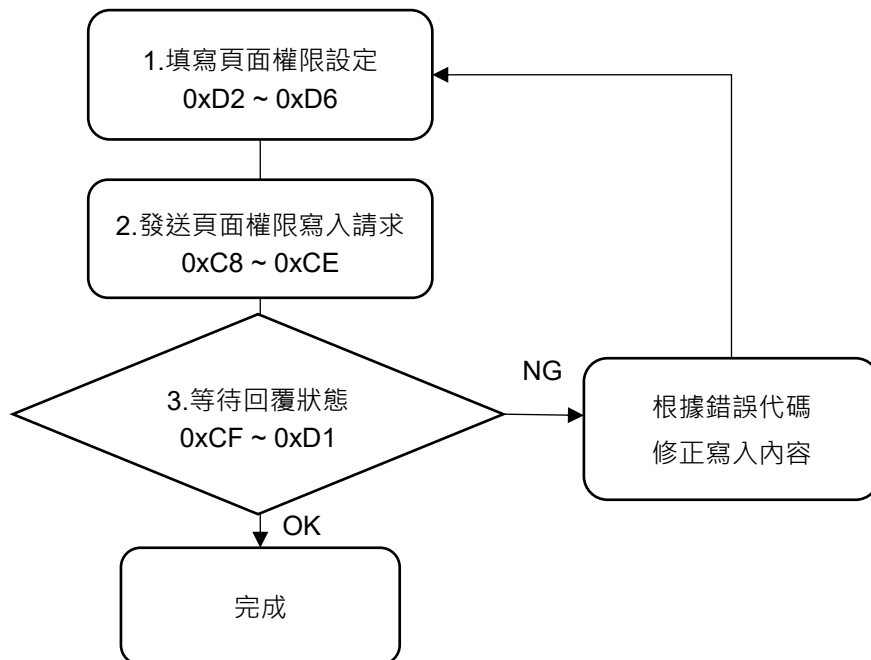 1.填寫頁面權限設定
0xD2 ~ 0xD6
2.發送頁面權限寫入請求
0xC8 ~ 0xCE
3.等待回覆狀態
0xCF ~ 0xD1
NG
根據錯誤代碼
修正寫入內容
OK
完成